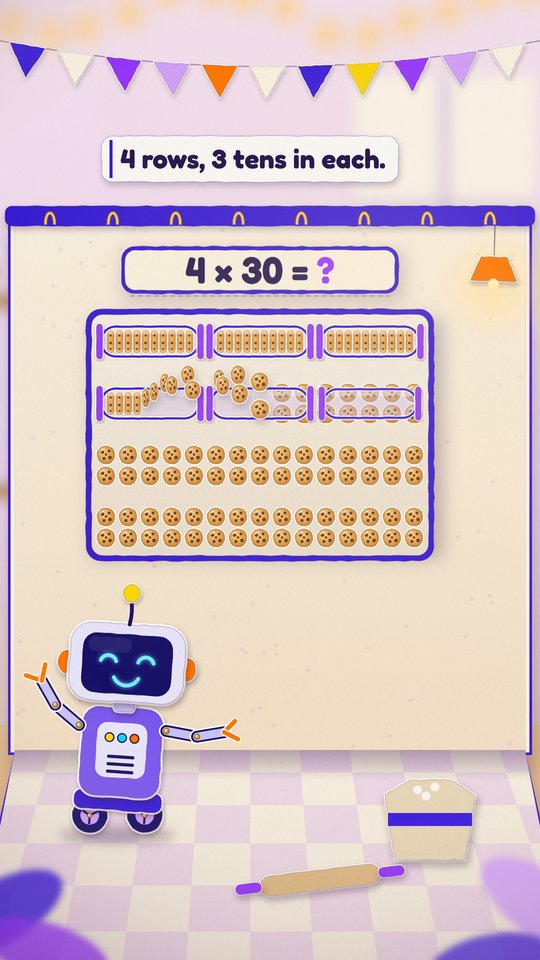 4 rows, 3 tens in each.
4 × 30 = ?